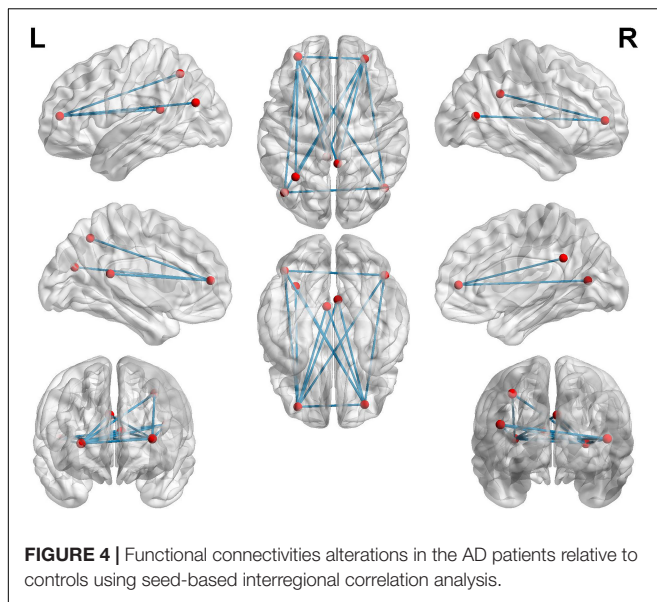 L
R
FIGURE 4 | Functional connectivities alterations in the AD patients relative to
controls using seed-based interregional correlation analysis.